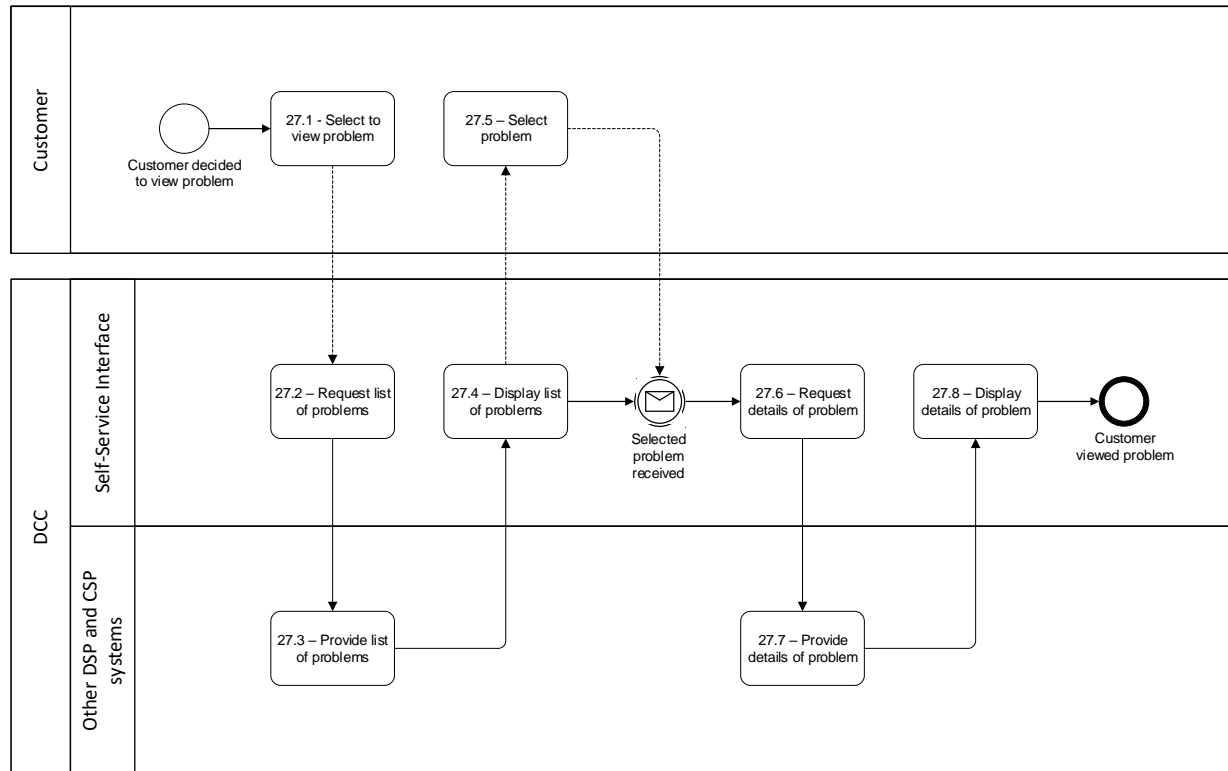 Customer
Customer decided
to view problem
27.1 - Select to
view problem
27.5 – Select
problem
DCC
Self-Service Interface
27.2 – Request list
of problems
27.4 – Display list
of problems
Selected
problem
received
27.6 – Request
details of problem
27.8 – Display
details of problem
Customer
viewed problem
Other DSP and CSP
systems
27.3 – Provide list
of problems
27.7 – Provide
details of problem